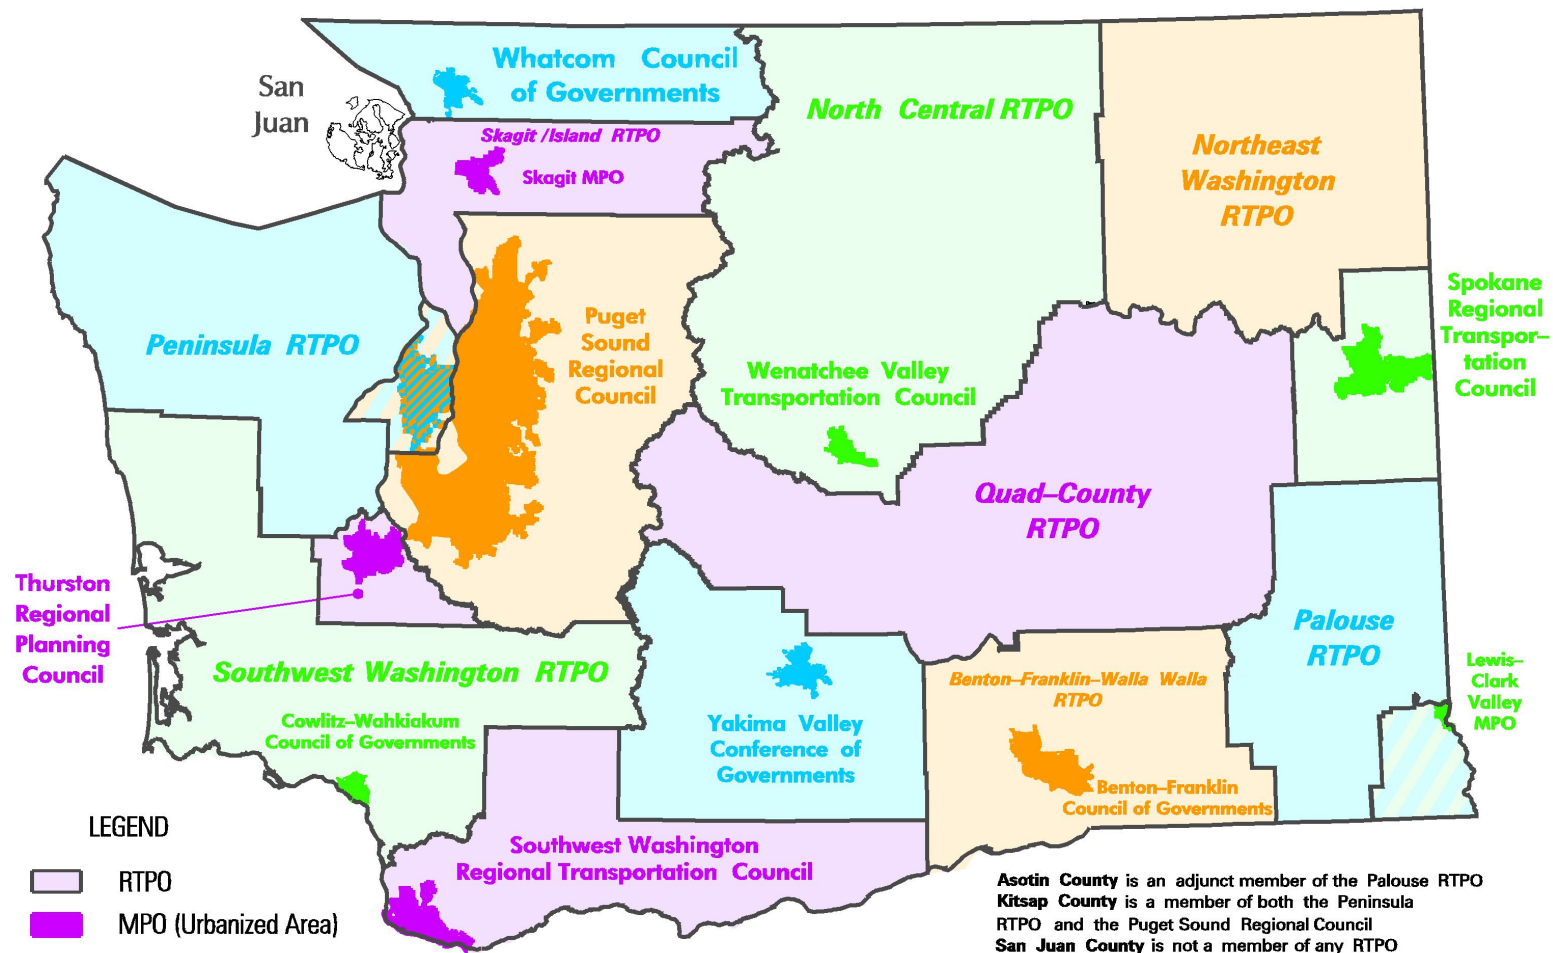 Whatcom Council
of Governments
San
Juan
North Central RTPO
Skagit/Island RTPO
Skagit MPO
Northeast
Washington
RTPO
Spokane
Regional
Transpor–
tation
Council
Puget
Sound
Regional
Council
Peninsula RTPO
Wenatchee Valley
Transportation Council
Quad–County
RTPO
Thurston
Regional
Planning
Council
Palouse
RTPO
Southwest Washington RTPO
Lewis–
Clark
Valley
MPO
Benton–Franklin–Walla Walla
RTPO
Cowlitz–Wahkiakum
Council of Governments
Yakima Valley
Conference of
Governments
Benton–Franklin
Council of Governments
Southwest Washington
Regional Transportation Council
LEGEND
RTPO
MPO (Urbanized Area)
Asotin County is an adjunct member of the Palouse RTPO
Kitsap County is a member of both the Peninsula
RTPO and the Puget Sound Regional Council
San Juan County is not a member of any RTPO